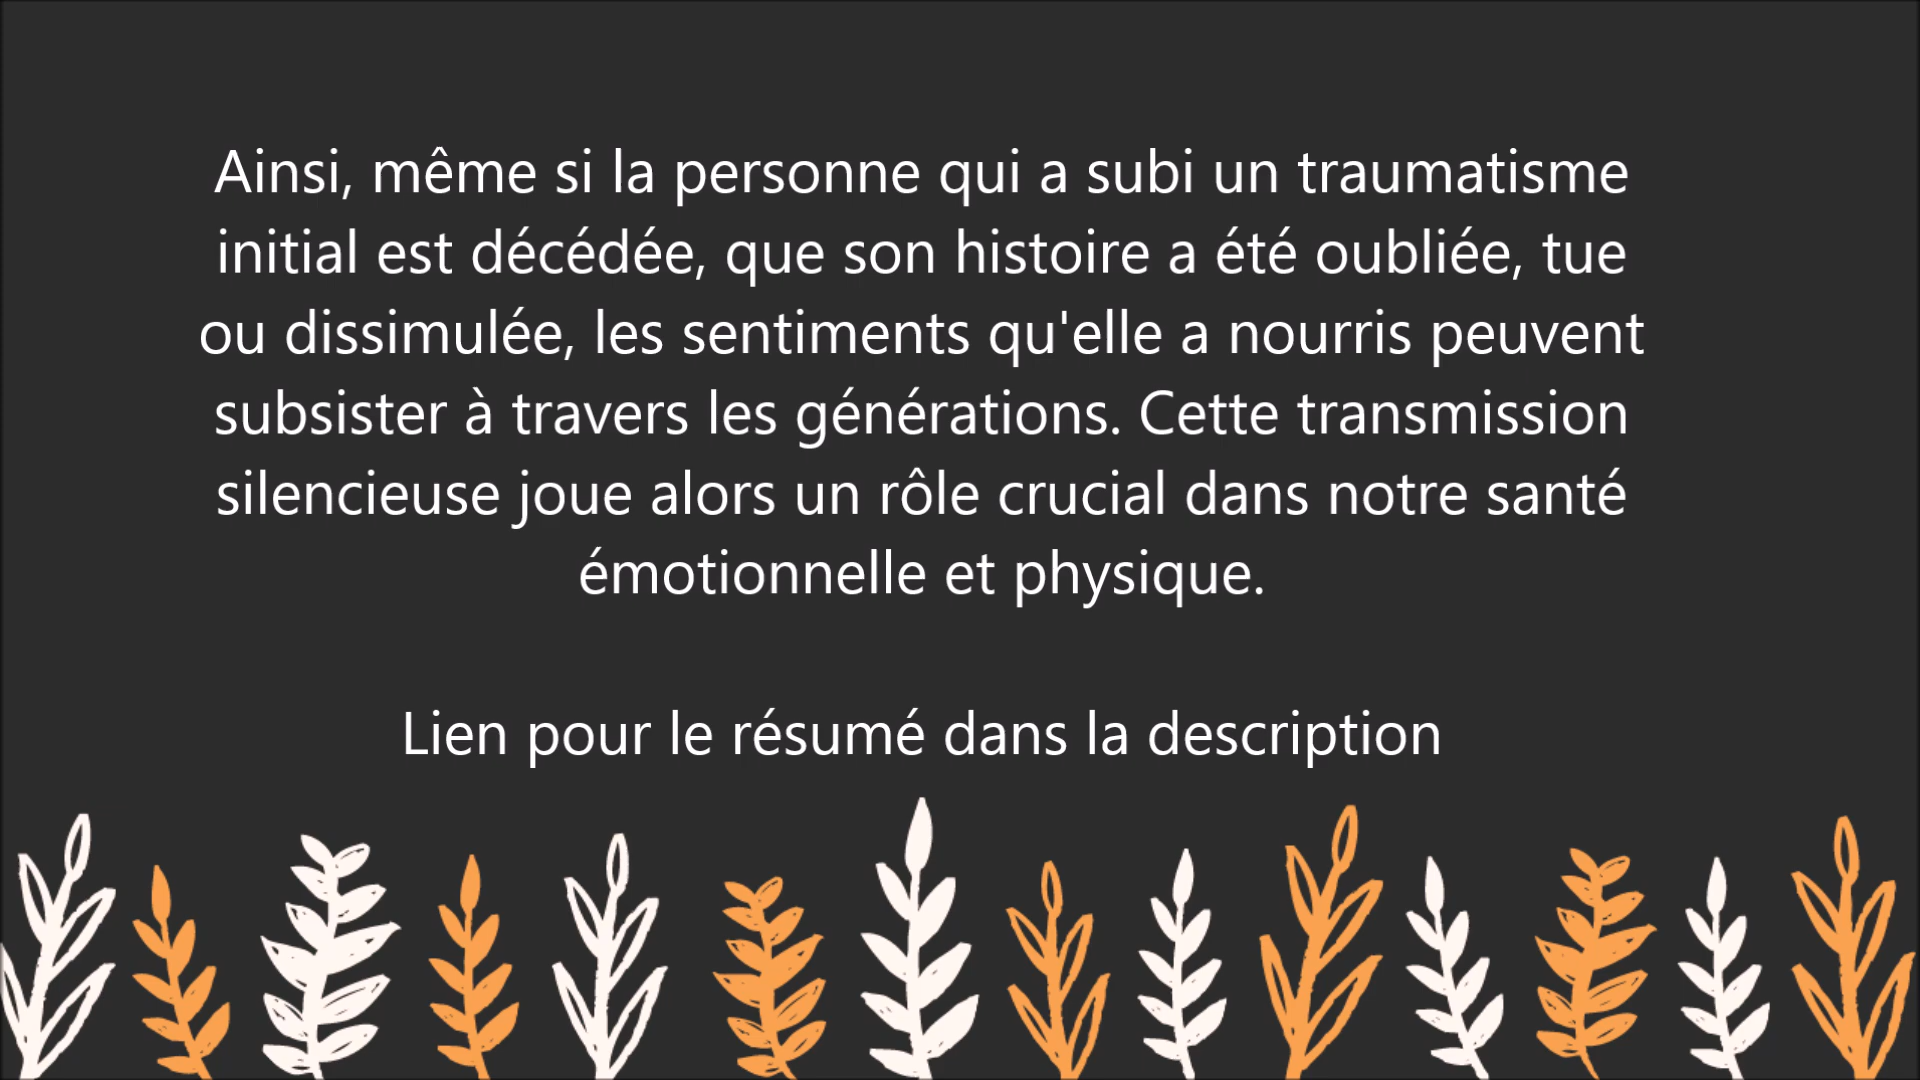 Ainsi, même si la personne qui a subi un traumatisme
initial est décédée, que son histoire a été oubliée, tue
ou dissimulée, les sentiments qu'elle a nourris peuvent
subsister à travers les générations. Cette transmission
silencieuse joue alors un rôle crucial dans notre santé
émotionnelle et physique.
Lien pour le résumé dans la description